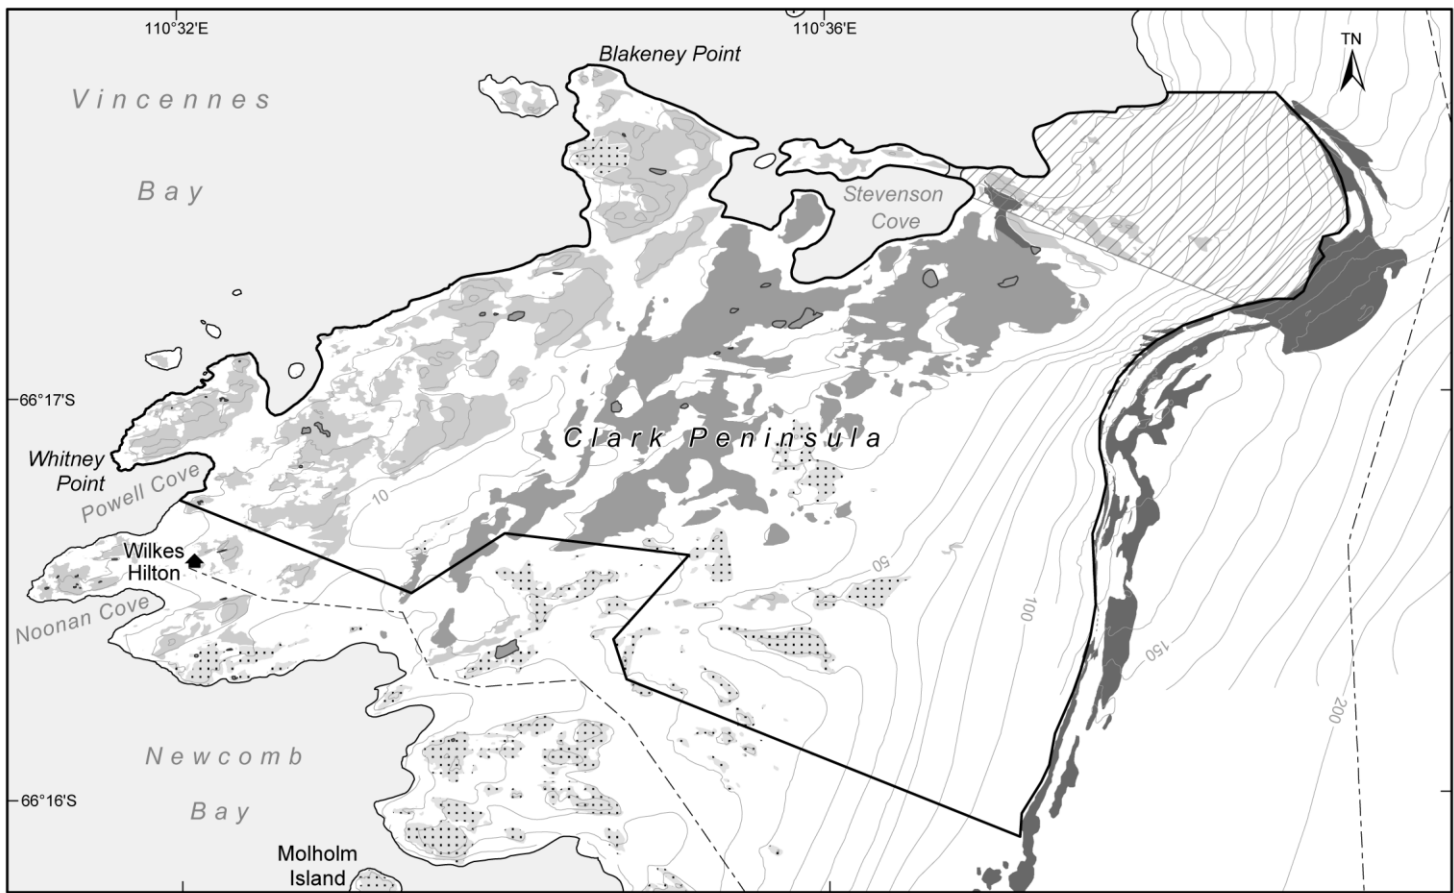 110°32'E
110°36'E
TN
Blakeney Point
Vincennes
Bay
Stevenson
Cove
66°17'S
Clark Peninsula
Whitney
Point
Powell Cove
10
Wilkes
Hilton
50
Noonan Cove
100
150
200
Newcomb
Bay
66°16'S
Molholm
Island